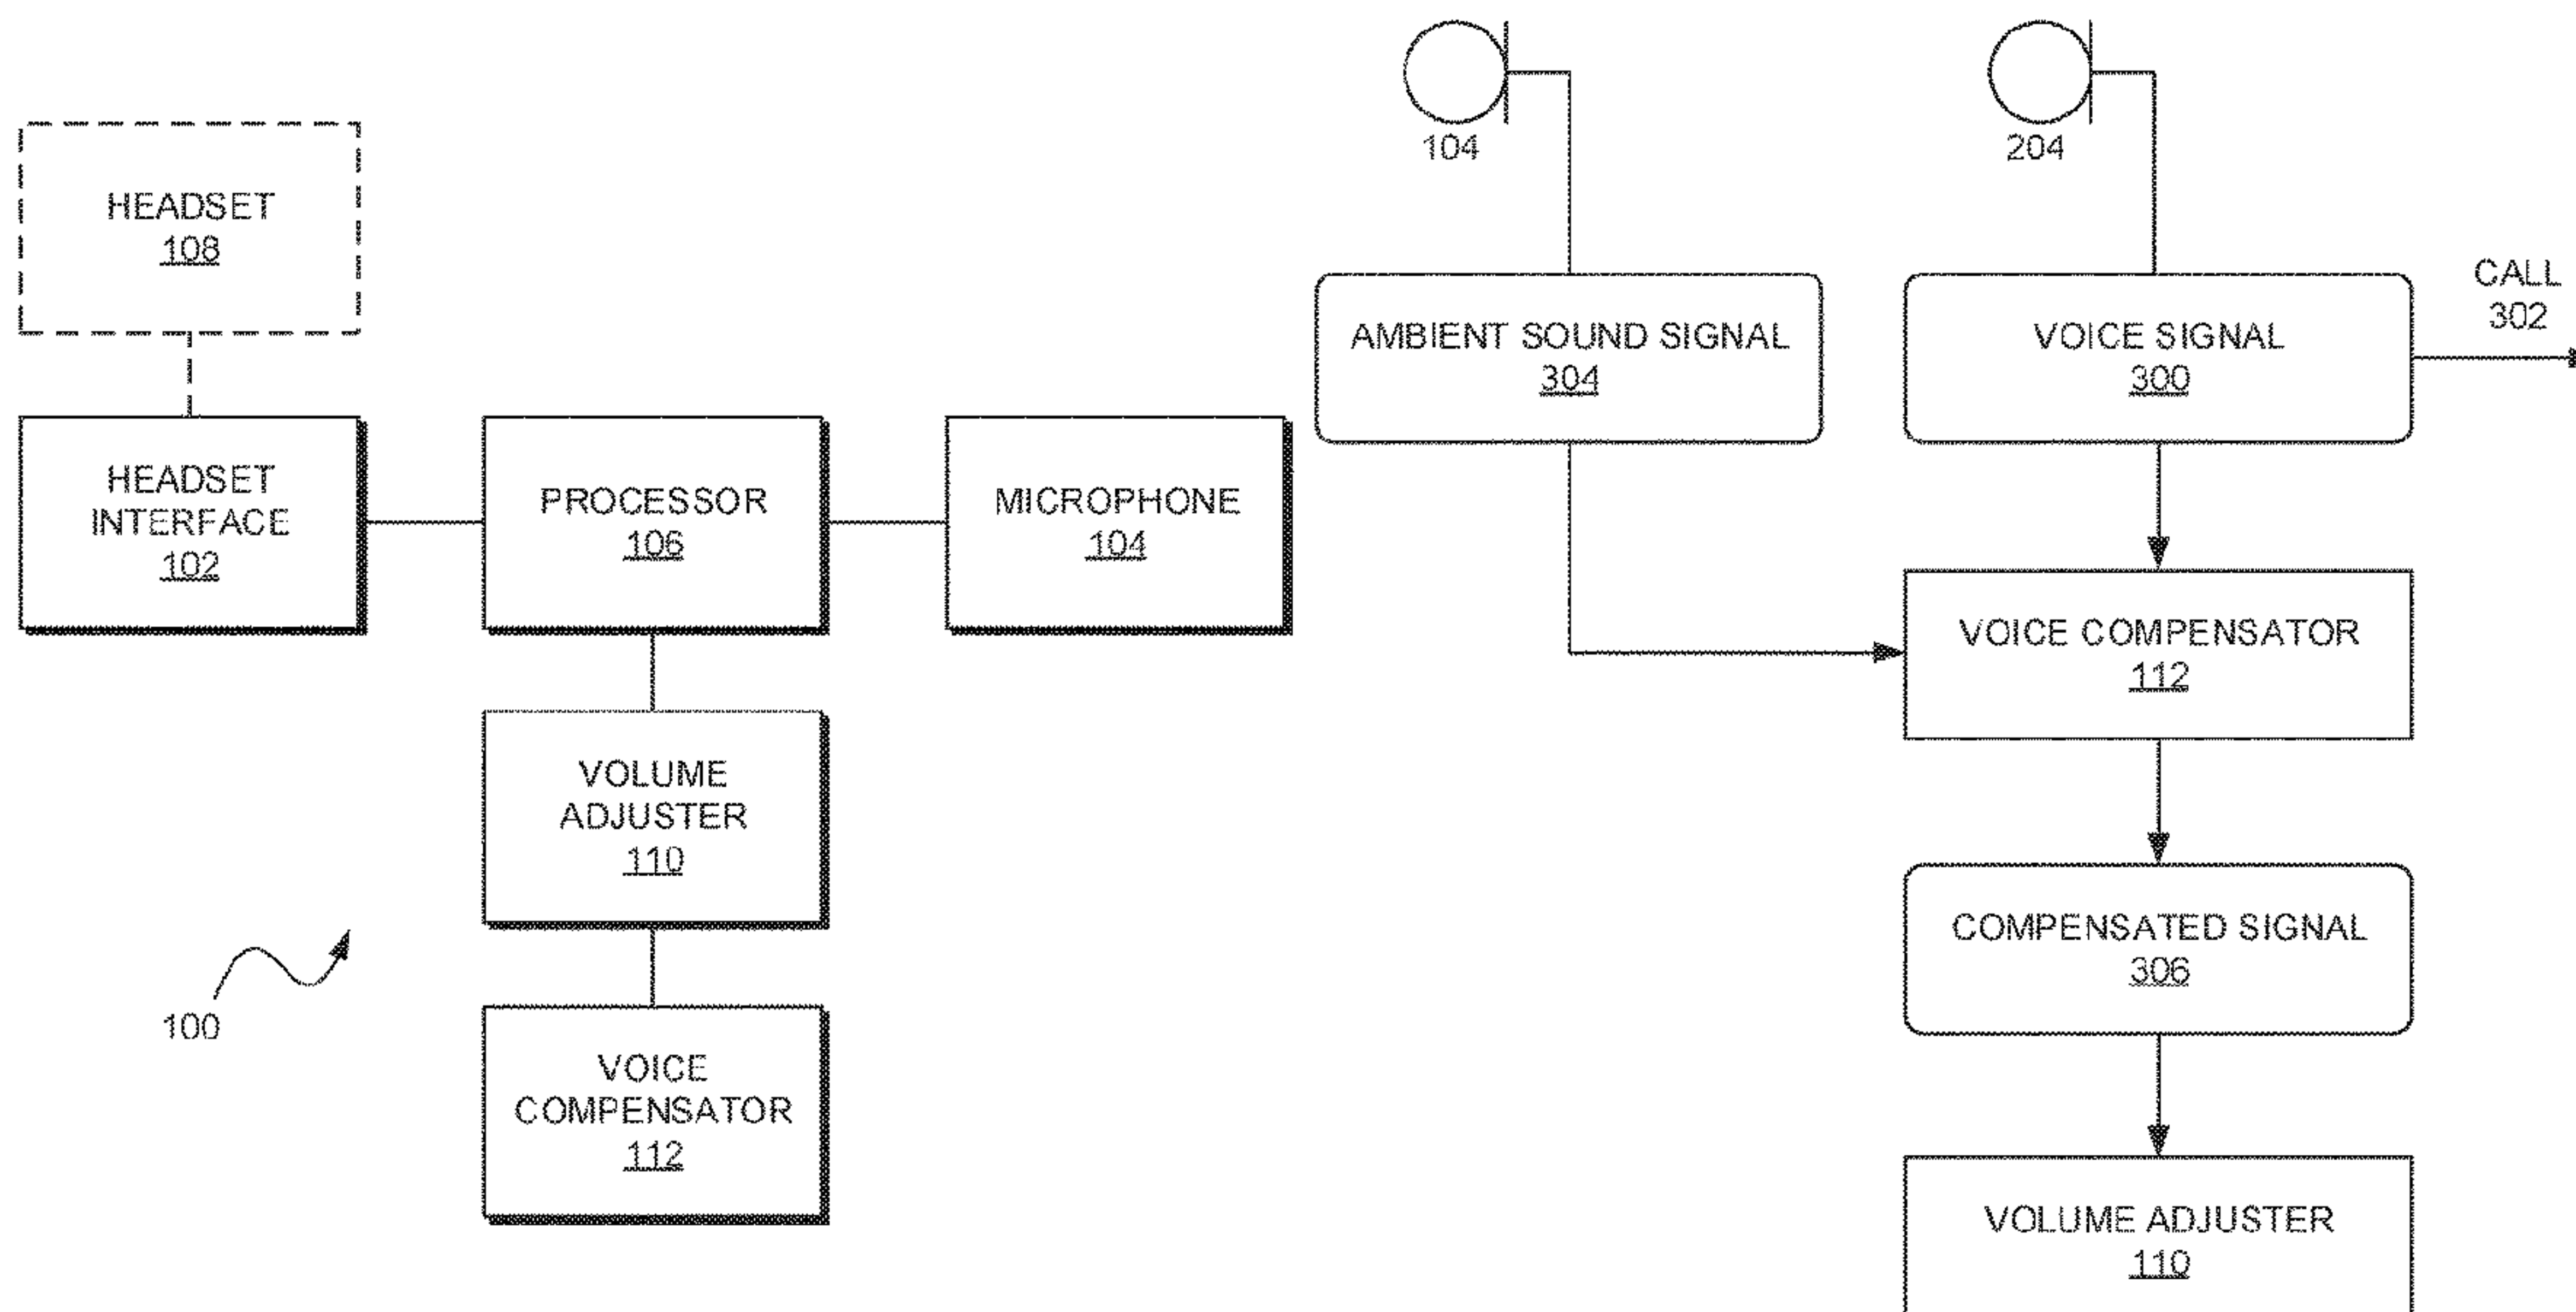 HEADSET
108
HEADSET
INTERFACE
102
PROCESSOR
106
MICROPHONE
104
VOLUME
ADJUSTER
110
VOICE
COMPENSATOR
112
100
104
204
AMBIENT SOUND SIGNAL
304
VOICE SIGNAL
300
CALL
302
VOICE COMPENSATOR
112
COMPENSATED SIGNAL
306
VOLUME ADJUSTER
110